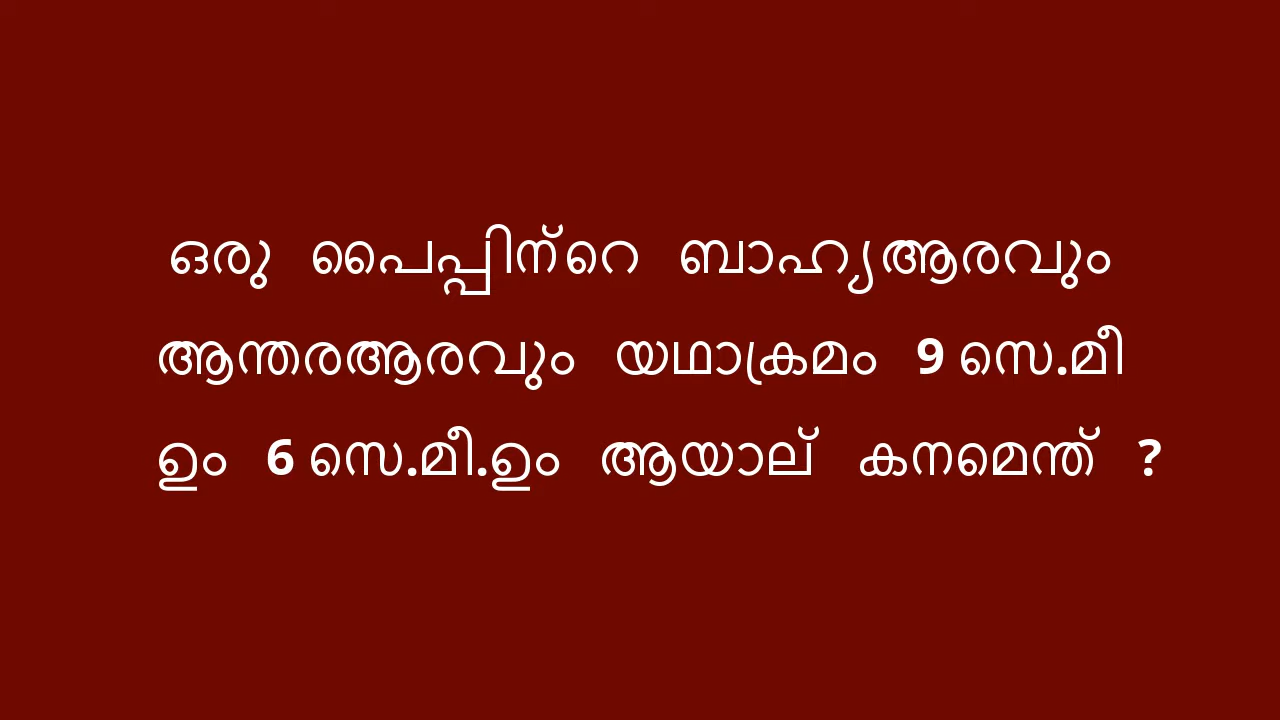 ഒരു പൈപ്പിന്റെ ബാഹ്യആരവും
ആന്തരആരവും യഥാക്രമം 9 സെ.മീ
ഉം 6 സെ.മീ.ഉം ആയാല് കനമെന്ത് ?